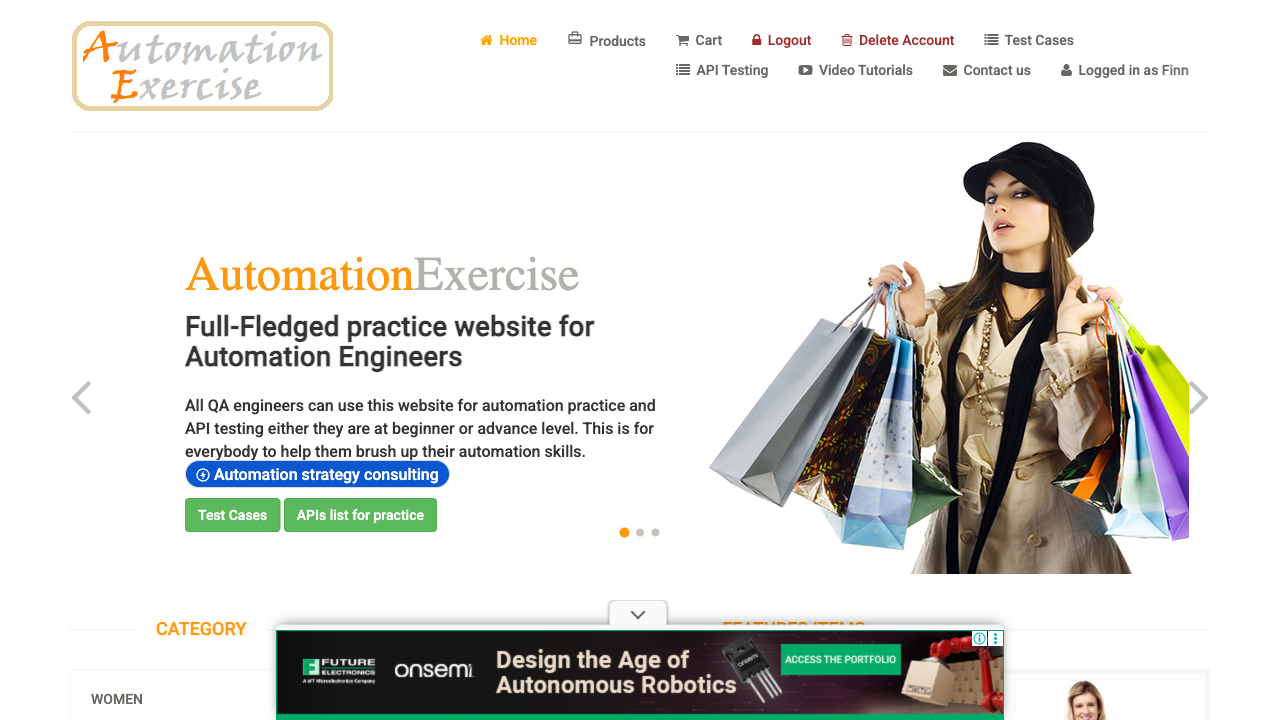 Automation
Exercise
Home
Products
Cart
Logout
Delete Account
Test Cases
API Testing
Video Tutorials
Contact us
Logged in as Finn
AutomationExercise
Full-Fledged practice website for
Automation Engineers
All QA engineers can use this website for automation practice and
API testing either they are at beginner or advance level. This is for
everybody to help them brush up their automation skills.
Automation strategy consulting
Test Cases
APIs list for practice
CATEGORY
FEATURES ITEMS
WOMEN
FUTURE
ELECTRONICS
A WT Microelectronics Company
onsemi
Design the Age of
Autonomous Robotics
onsemi
ACCESS THE PORTFOLIO